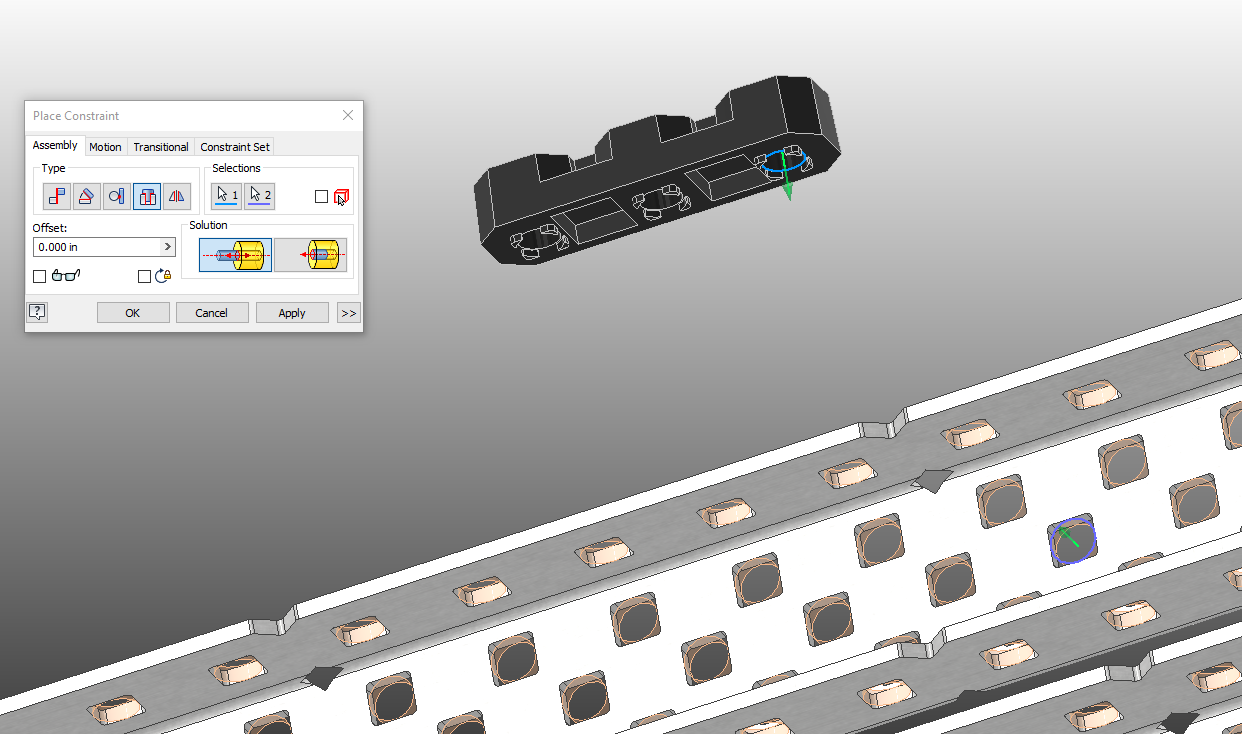 Place Constraint
Assembly Motion Transitional Constraint Set
Type
Selections
1 2
Offset:
Solution
0.000 in >
?
OK Cancel Apply >>